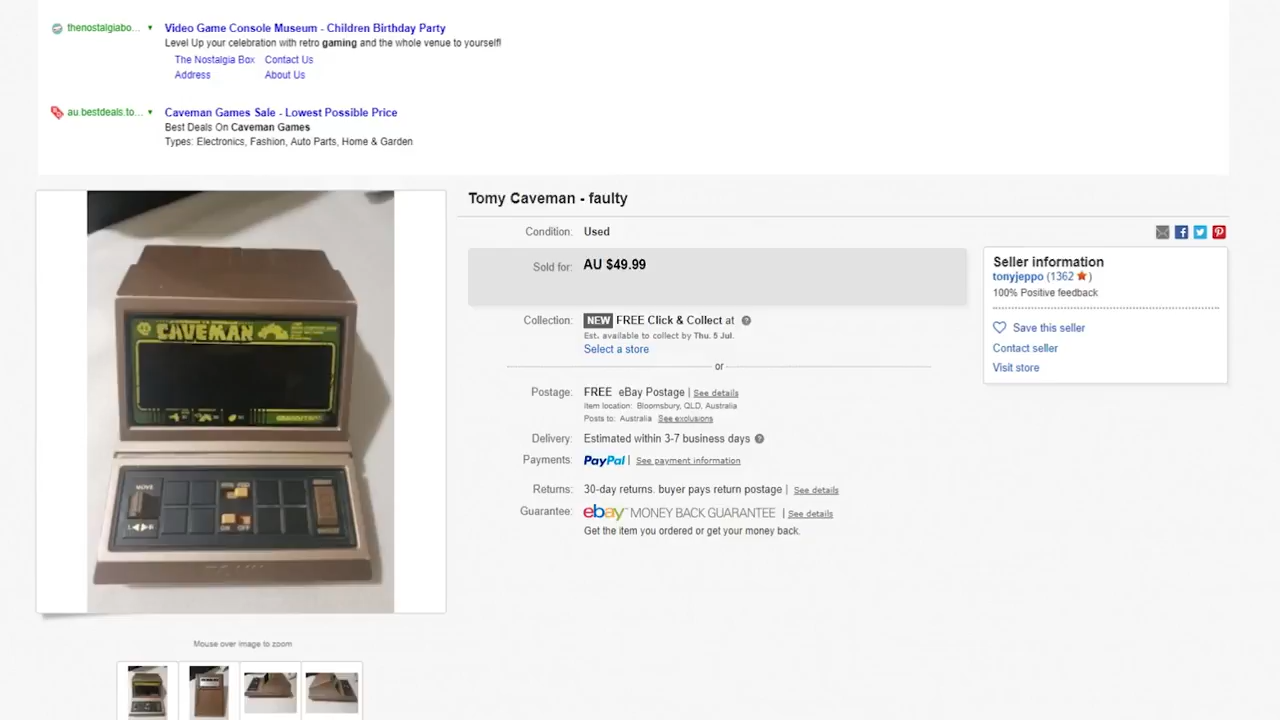 thenostalgiabo...
Video Game Console Museum - Children Birthday Party
Level Up your celebration with retro gaming and the whole venue to yourself!
The Nostalgia Box Contact Us
Address About Us
au.bestdeals.to...
Caveman Games Sale - Lowest Possible Price
Best Deals On Caveman Games
Types: Electronics, Fashion, Auto Parts, Home & Garden
Tomy Caveman - faulty
Condition: Used
Sold for: AU $49.99
Collection: NEW FREE Click & Collect at
Est. available to collect by Thu. 5 Jul.
Select a store
or
Postage: FREE eBay Postage | See details
Item location: Bloomsbury, QLD, Australia
Posts to: Australia See exclusions
Delivery: Estimated within 3-7 business days
Payments: PayPal | See payment information
Returns: 30-day returns. buyer pays return postage | See details
Guarantee: ebay MONEY BACK GUARANTEE | See details
Get the item you ordered or get your money back.
Seller information
tonyjeppo (1362 )
100% Positive feedback
Save this seller
Contact seller
Visit store
CAVEMAN
MOVE
L R
ON OFF
TOMY
Mouse over image to zoom